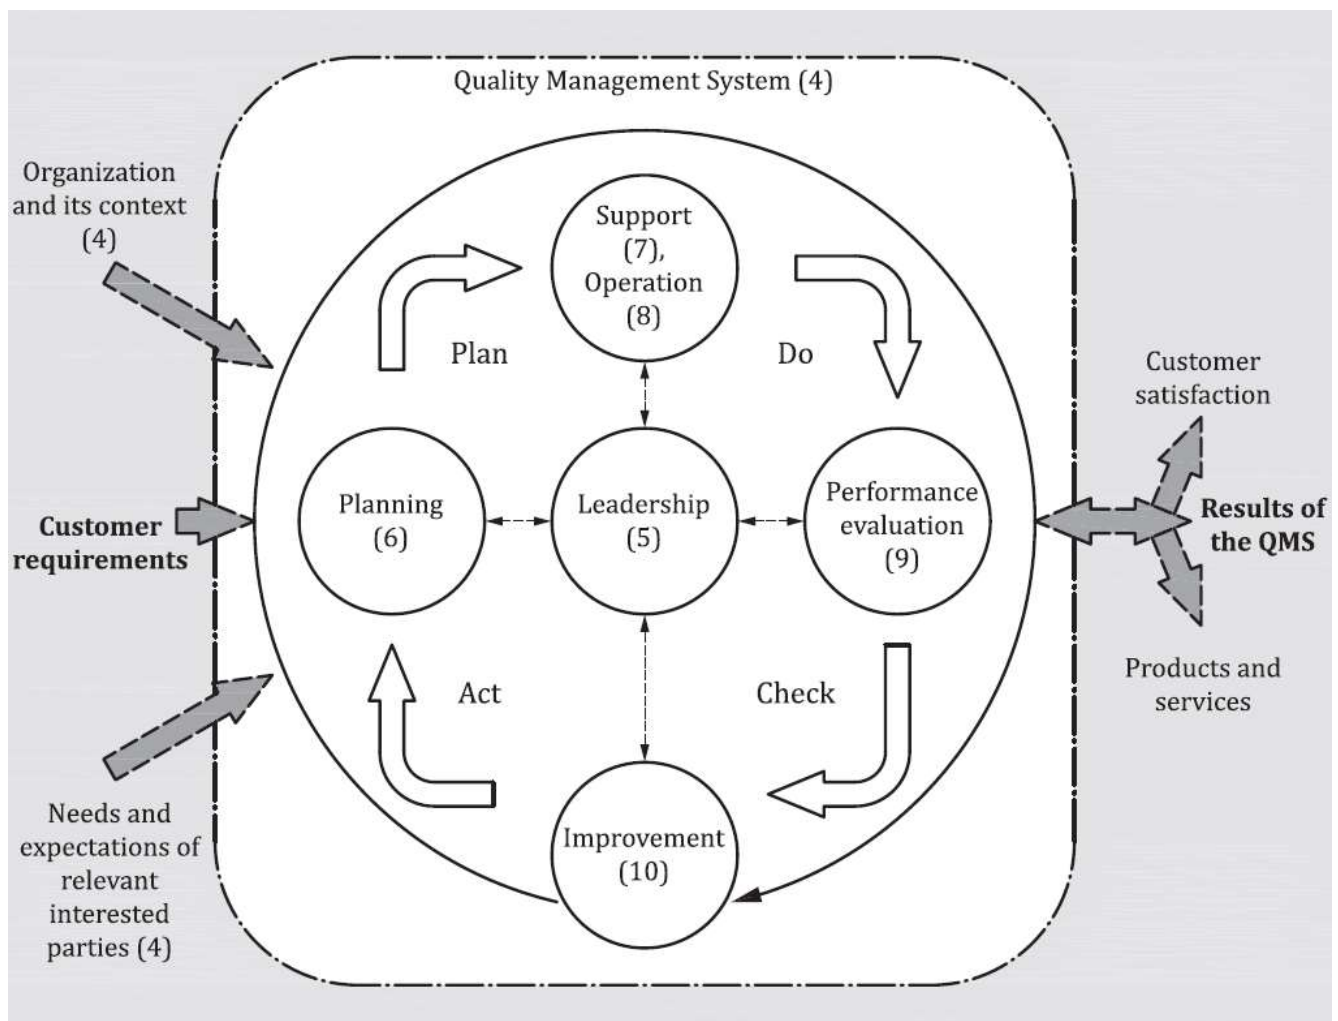 Quality Management System (4)
Organization
and its context
(4)
Support
(7),
Operation
(8)
Plan
Do
Customer
satisfaction
Customer
requirements
Planning
(6)
Leadership
(5)
Performance
evaluation
(9)
Results of
the QMS
Act
Check
Products and
services
Needs and
expectations of
relevant
interested
parties (4)
Improvement
(10)